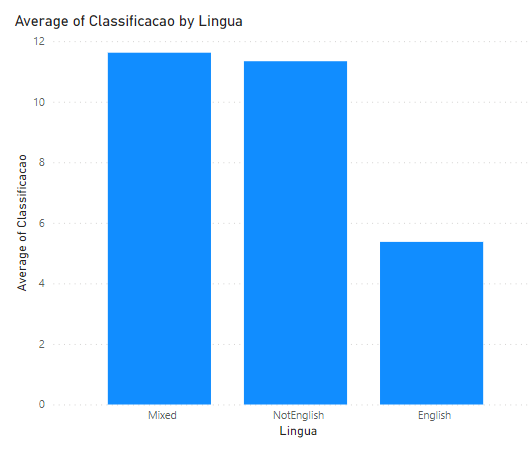 Average of Classificacao by Lingua
12
10
8
6
4
2
0
Average of Classificacao
Mixed NotEnglish English
Lingua